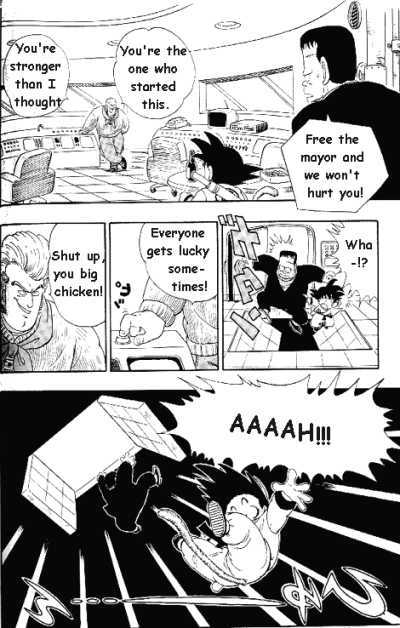 You're
stronger
than I
thought
You're the
one who
started
this.
Free the
mayor and
we won't
hurt you!
Shut up,
you big
chicken!
Everyone
gets lucky
some-
times!
Wha
-!?
AAAAH!!!